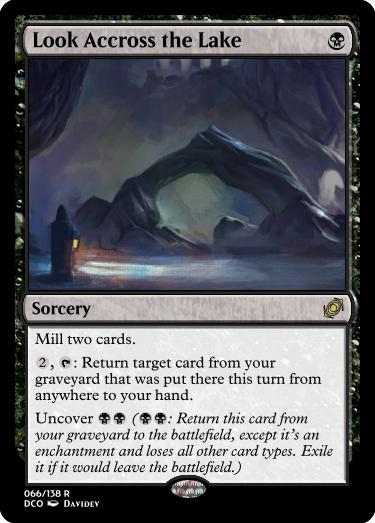 Look Accross the Lake
Sorcery
Mill two cards.
2, : Return target card from your
graveyard that was put there this turn from
anywhere to your hand.
Uncover (: Return this card from
your graveyard to the battlefield, except it's an
enchantment and loses all other card types. Exile
it if it would leave the battlefield.)
066/138 R
DCO Davidev